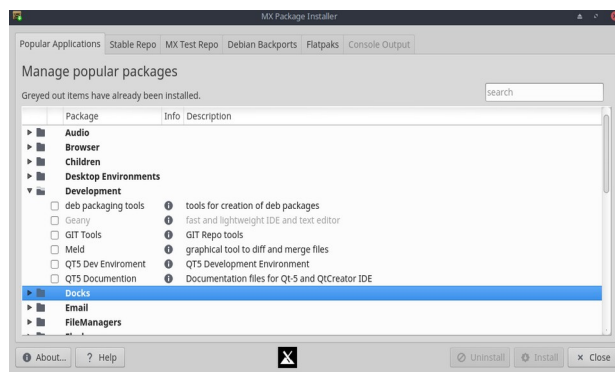 MX Package Installer
Popular Applications Stable Repo MX Test Repo Debian Backports Flatpaks Console Output
Manage popular packages
Greyed out items have already been installed.
search
Package Info Description
Audio
Browser
Children
Desktop Environments
Development
deb packaging tools tools for creation of deb packages
Geany fast and lightweight IDE and text editor
GIT Tools GIT Repo tools
Meld graphical tool to diff and merge files
QT5 Dev Enviroment QT5 Development Environment
QT5 Documention Documentation files for Qt-5 and QtCreator IDE
Docks
Email
FileManagers
About... ? Help Uninstall Install Close